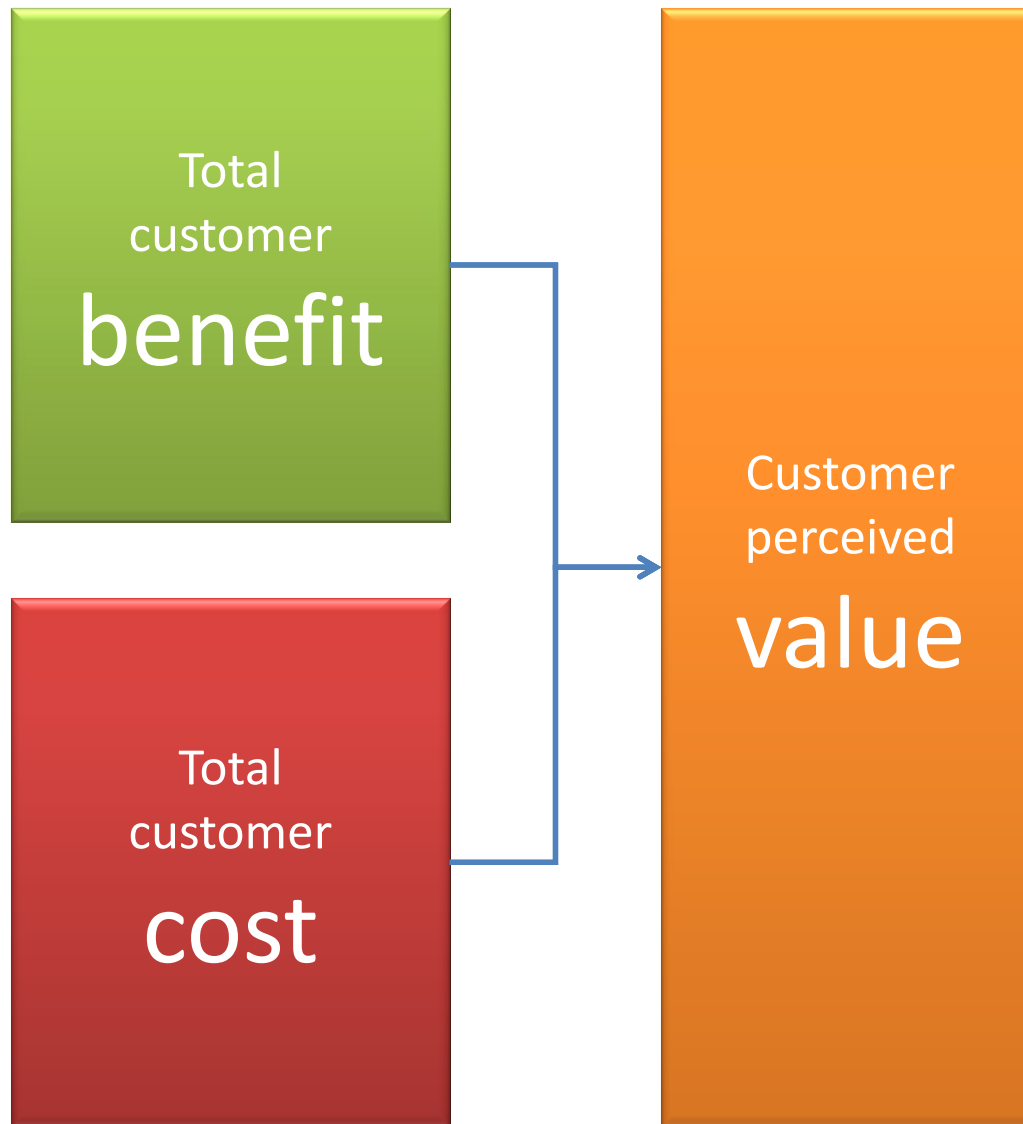 Total
customer
benefit
Total
customer
cost
Customer
perceived
value